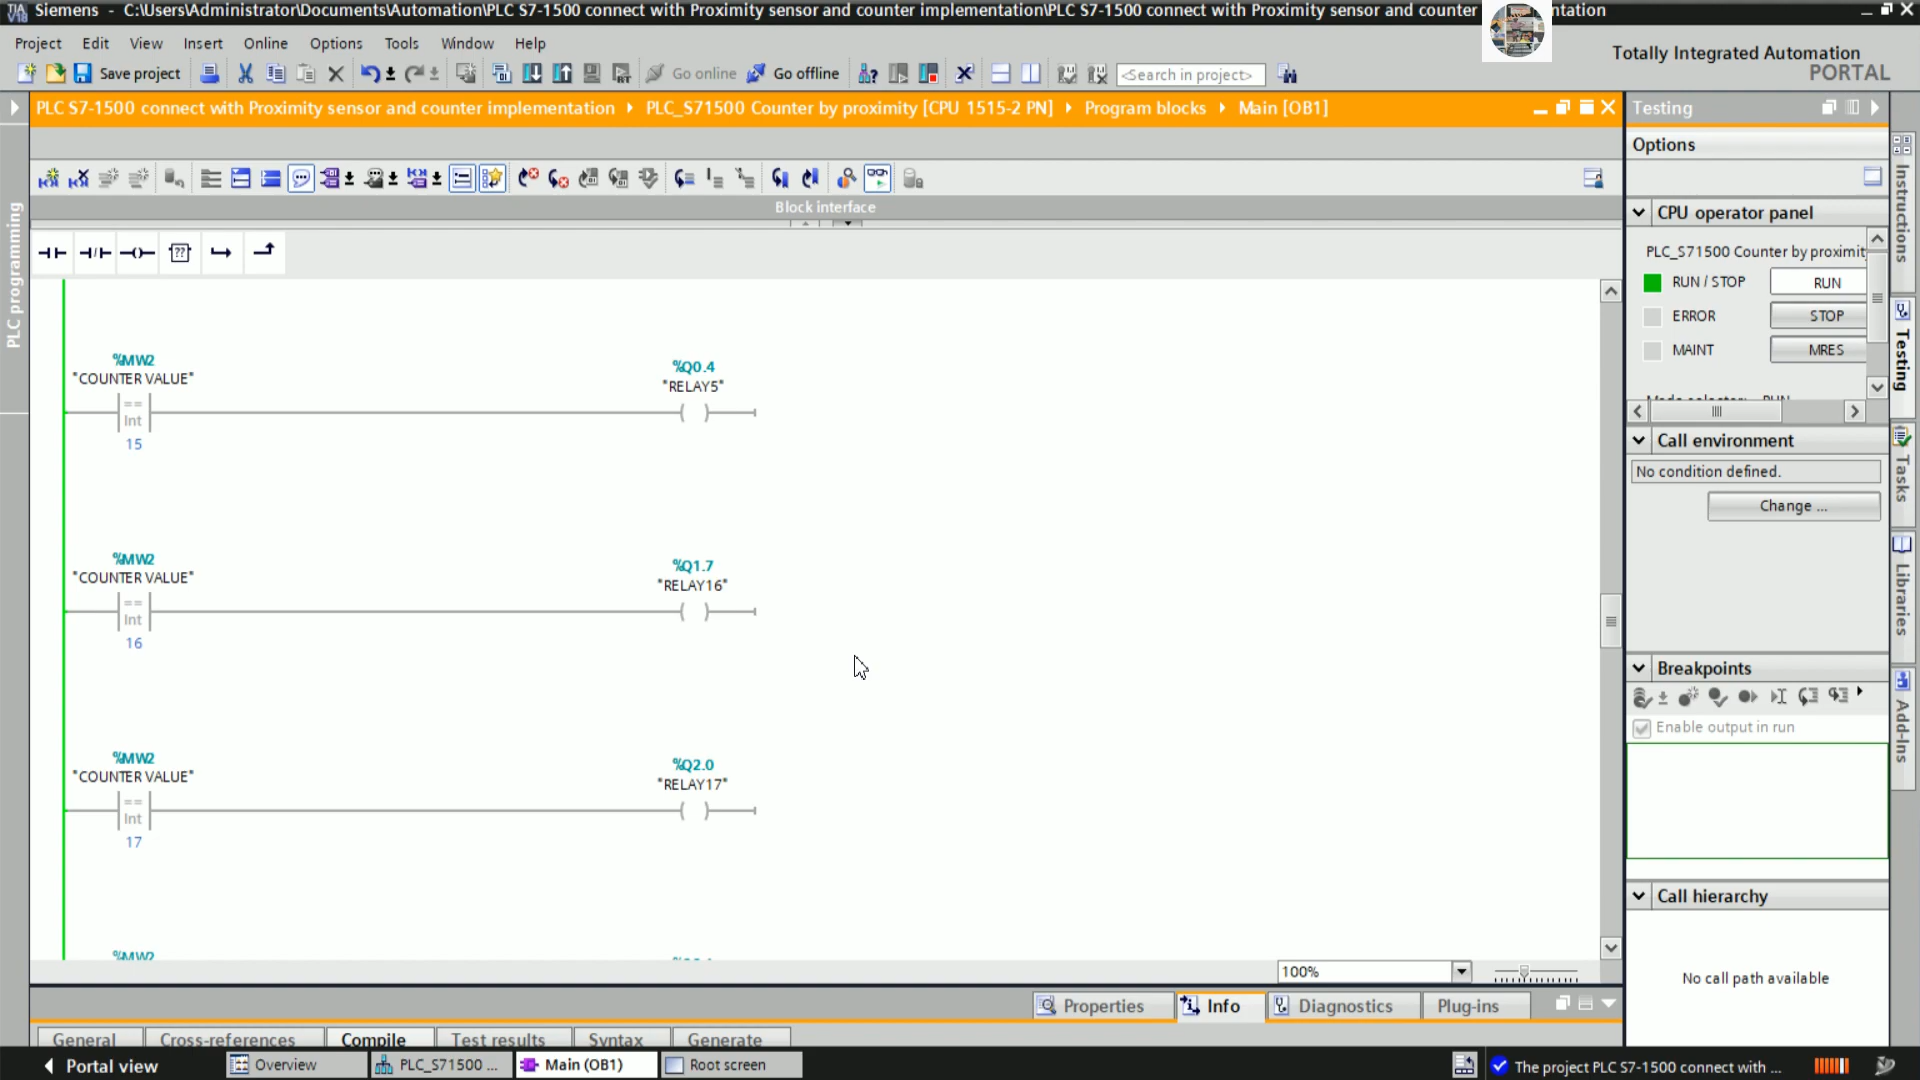 Siemens - C:\Users\Administrator\Documents\Automation\PLC S7-1500 connect with Proximity sensor and counter implementation\PLC S7-1500 connect with Proximity sensor and counter
Project Edit View Insert Online Options Tools Window Help
Totally Integrated Automation
PORTAL
Save project
Go online
Go offline
<Search in project>
PLC S7-1500 connect with Proximity sensor and counter implementation
PLC_S71500 Counter by proximity [CPU 1515-2 PN]
Program blocks
Main [OB1]
Block interface
PLC programming
??
%MW2
"COUNTER VALUE"
==
Int
15
%Q0.4
"RELAY5"
%MW2
"COUNTER VALUE"
==
Int
16
%Q1.7
"RELAY16"
%MW2
"COUNTER VALUE"
==
Int
17
%Q2.0
"RELAY17"
%MW2
100%
Properties
Info
Diagnostics
Plug-ins
General
Cross-references
Compile
Test results
Syntax
Generate
Testing
Options
CPU operator panel
PLC_S71500 Counter by
RUN / STOP
RUN
ERROR
STOP
MAINT
MRES
Call environment
No condition defined.
Change ...
Breakpoints
Enable output in run
Call hierarchy
No call path available
Instructions
Testing
Tasks
Libraries
Add-Ins
Portal view
Overview
PLC_S71500 ...
Main (OB1)
Root screen
The project PLC S7-1500 connect with ...